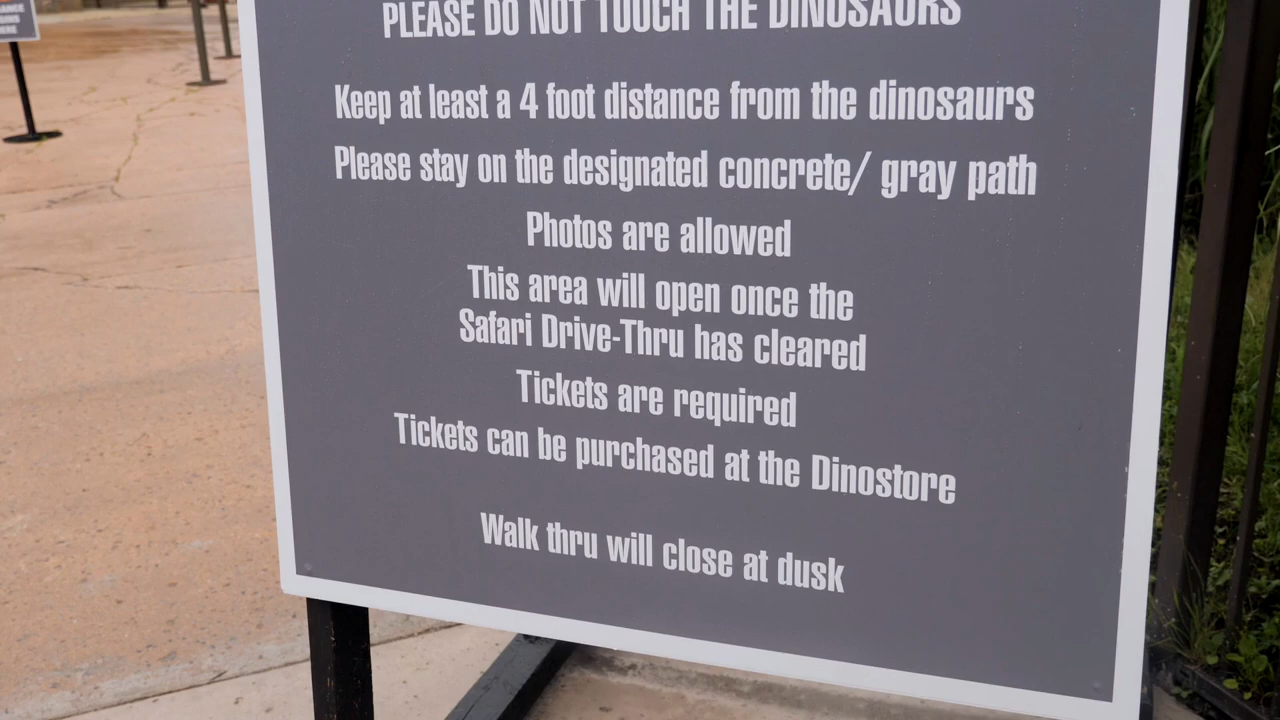 PLEASE DO NOT TOUCH THE DINOSAURS
Keep at least a 4 foot distance from the dinosaurs
Please stay on the designated concrete/ gray path
Photos are allowed
This area will open once the
Safari Drive-Thru has cleared
Tickets are required
Tickets can be purchased at the Dinostore
Walk thru will close at dusk